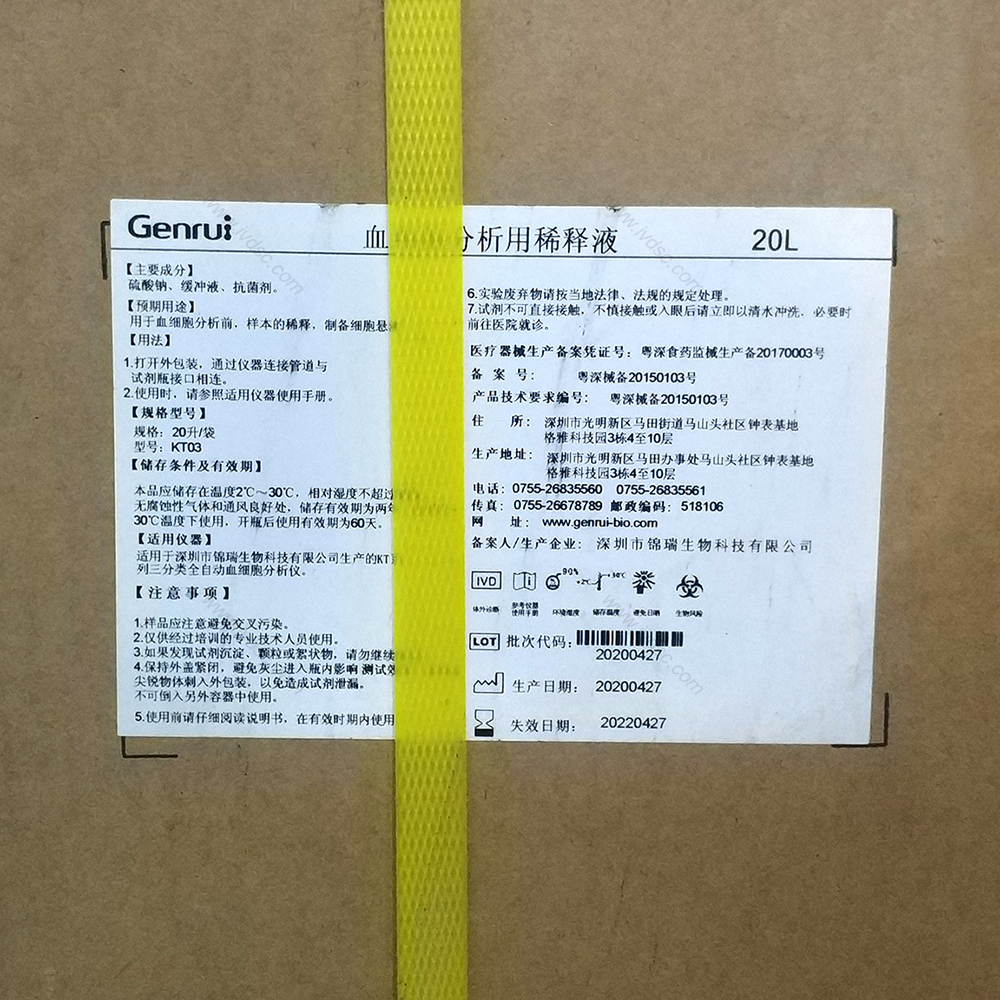 Genrui
血 分析用稀释液 20L
【主要成分】
硫酸钠、缓冲液、抗菌剂。
【预期用途】
用于血细胞分析前，样本的稀释，制备细胞悬
【用法】
1.打开外包装，通过仪器连接管道与
试剂瓶接口相连。
2.使用时，请参照适用仪器使用手册。
【规格型号】
规格：20升/袋
型号：KT03
【储存条件及有效期】
本品应储存在温度2℃～30℃，相对湿度不超过
无腐蚀性气体和通风良好处，储存有效期为两年
30℃温度下使用，开瓶后使用有效期为60天。
【适用仪器】
适用于深圳市锦瑞生物科技有限公司生产的KT
列三分类全自动血细胞分析仪。
【注意事项】
1.样品应注意避免交叉污染。
2.仅供经过培训的专业技术人员使用。
3.如果发现试剂沉淀、颗粒或絮状物，请勿继续
4.保持外盖紧闭，避免灰尘进入瓶内影响测试效
尖锐物体刺入外包装，以免造成试剂泄漏。
不可倒入另外容器中使用。
5.使用前请仔细阅读说明书，在有效时期内使用
6.实验废弃物请按当地法律、法规的规定处理。
7.试剂不可直接接触，不慎接触或入眼后请立即以清水冲洗，必要时
前往医院就诊。
医疗器械生产备案凭证号：粤深食药监械生产备20170003号
备案号：粤深械备20150103号
产品技术要求编号：粤深械备20150103号
住所：深圳市光明新区马田街道马山头社区钟表基地
格雅科技园3栋4至10层
生产地址：深圳市光明新区马田办事处马山头社区钟表基地
格雅科技园3栋4至10层
电话：0755-26835560 0755-26835561
传真：0755-26678789 邮政编码：518106
网址：www.genrui-bio.com
备案人/生产企业：深圳市锦瑞生物科技有限公司
IVD 90% 2℃ 30℃
体外诊断 参考仪器使用手册 环境湿度 储存温度 避免日晒 生物风险
LOT 批次代码：
20200427
生产日期：20200427
失效日期：20220427